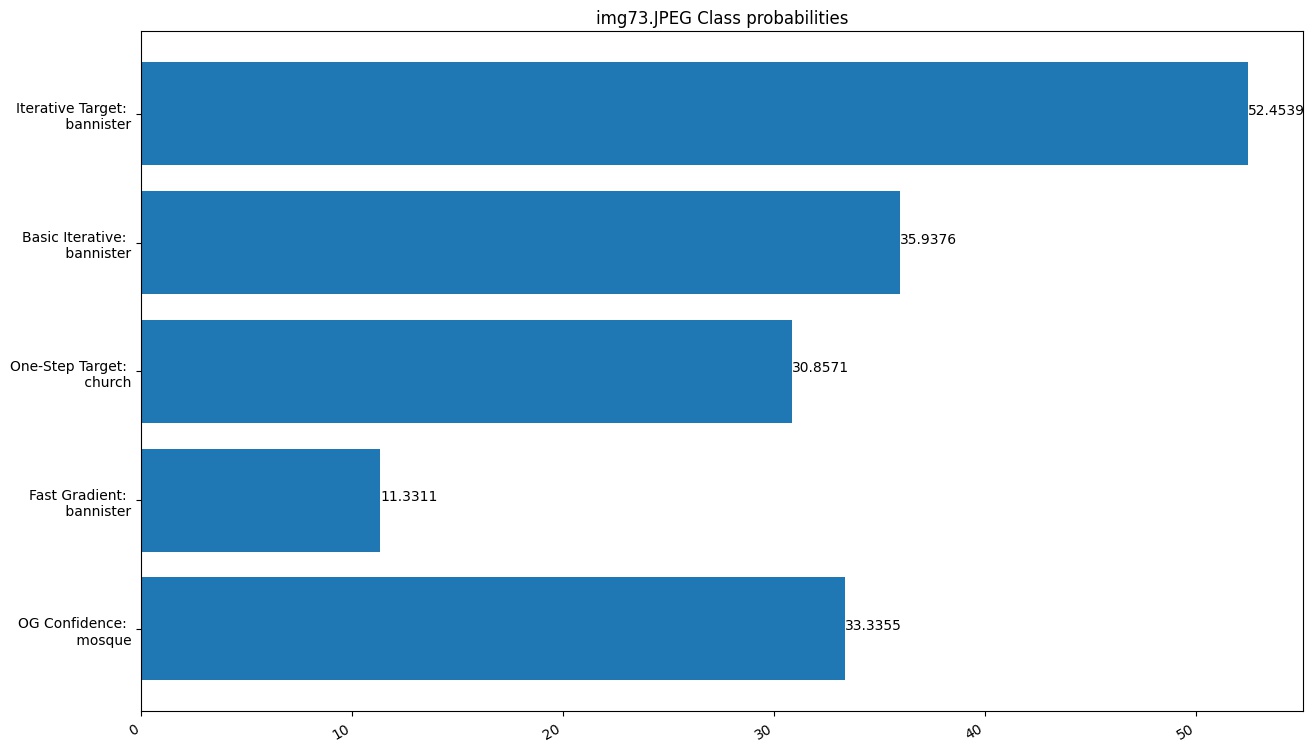 img73.JPEG Class probabilities
Iterative Target:
bannister
52.4539
Basic Iterative:
bannister
35.9376
One-Step Target:
church
30.8571
Fast Gradient:
bannister
11.3311
OG Confidence:
mosque
33.3355
0 10 20 30 40 50